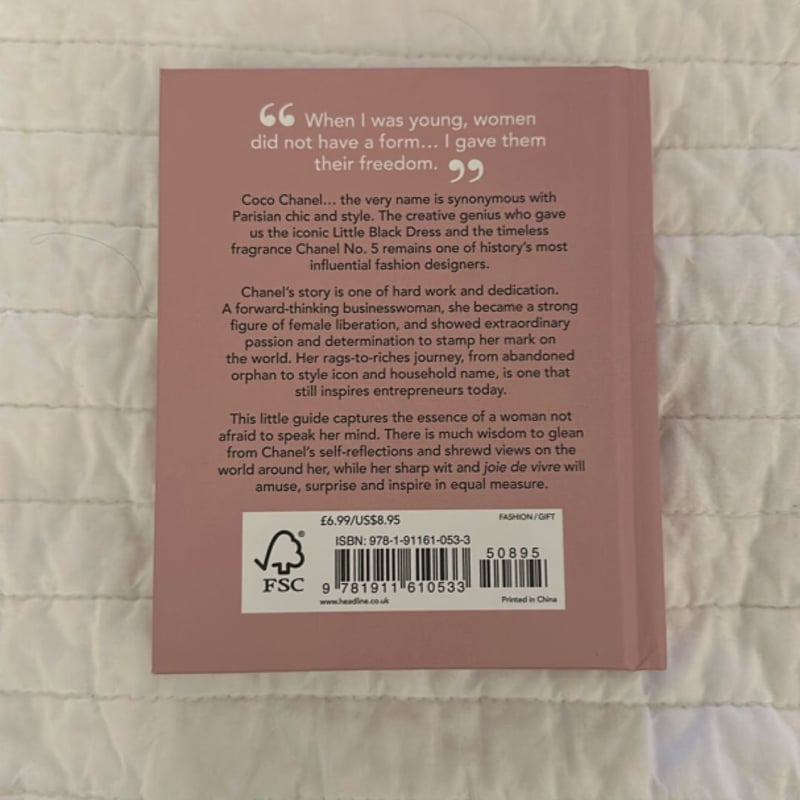 “ When I was young, women
did not have a form... I gave them
their freedom. ”
Coco Chanel... the very name is synonymous with
Parisian chic and style. The creative genius who gave
us the iconic Little Black Dress and the timeless
fragrance Chanel No. 5 remains one of history's most
influential fashion designers.
Chanel's story is one of hard work and dedication.
A forward-thinking businesswoman, she became a strong
figure of female liberation, and showed extraordinary
passion and determination to stamp her mark on
the world. Her rags-to-riches journey, from abandoned
orphan to style icon and household name, is one that
still inspires entrepreneurs today.
This little guide captures the essence of a woman not
afraid to speak her mind. There is much wisdom to glean
from Chanel's self-reflections and shrewd views on the
world around her, while her sharp wit and joie de vivre will
amuse, surprise and inspire in equal measure.
£6.99/US$8.95
FASHION/GIFT
ISBN: 978-1-91161-053-3
50895
9 781911 610533
www.headline.co.uk
Printed in China
®
FSC